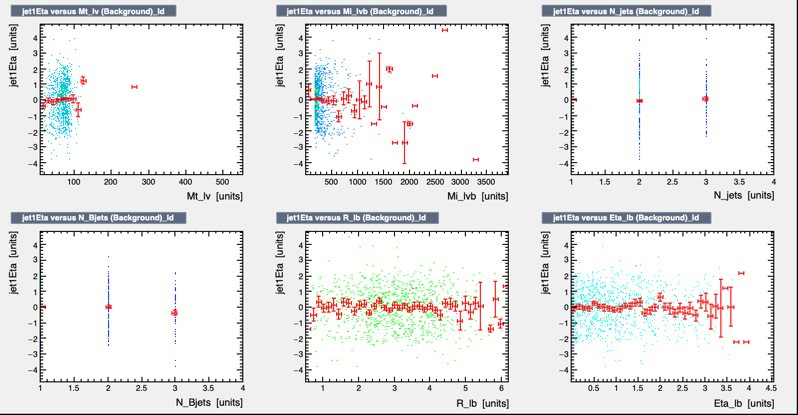 jet1Eta versus Mt_lv (Background)_Id
jet1Eta [units]
4
3
2
1
0
−1
−2
−3
−4
100 200 300 400 500
Mt_lv [units]
jet1Eta versus Mi_lvb (Background)_Id
jet1Eta [units]
4
3
2
1
0
−1
−2
−3
−4
500 1000 1500 2000 2500 3000 3500
Mi_lvb [units]
jet1Eta versus N_jets (Background)_Id
jet1Eta [units]
4
3
2
1
0
−1
−2
−3
−4
1 1.5 2 2.5 3 3.5 4
N_jets [units]
jet1Eta versus N_Bjets (Background)_Id
jet1Eta [units]
4
3
2
1
0
−1
−2
−3
−4
1 1.5 2 2.5 3 3.5 4
N_Bjets [units]
jet1Eta versus R_lb (Background)_Id
jet1Eta [units]
4
3
2
1
0
−1
−2
−3
−4
1 2 3 4 5 6
R_lb [units]
jet1Eta versus Eta_lb (Background)_Id
jet1Eta [units]
4
3
2
1
0
−1
−2
−3
−4
0.5 1 1.5 2 2.5 3 3.5 4 4.5
Eta_lb [units]